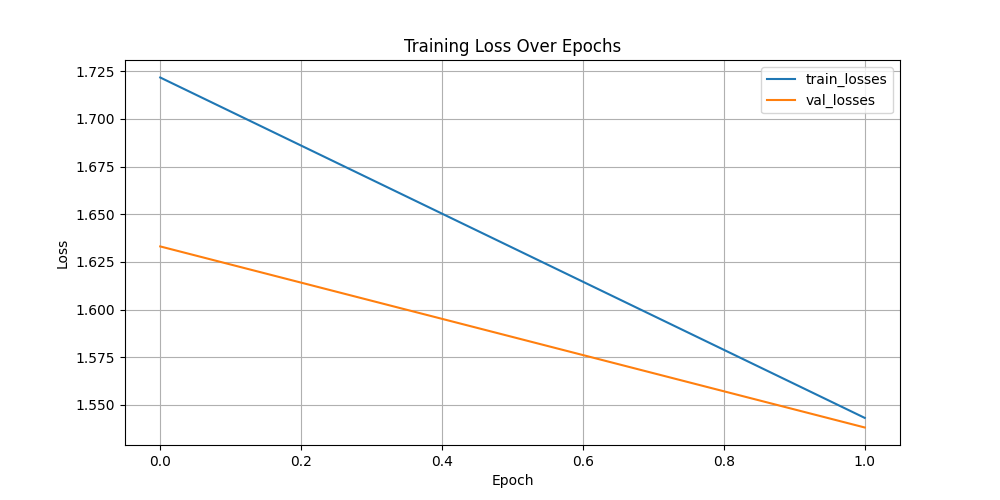 Training Loss Over Epochs
train_losses
val_losses
1.725
1.700
1.675
1.650
1.625
1.600
1.575
1.550
Loss
0.0 0.2 0.4 0.6 0.8 1.0
Epoch